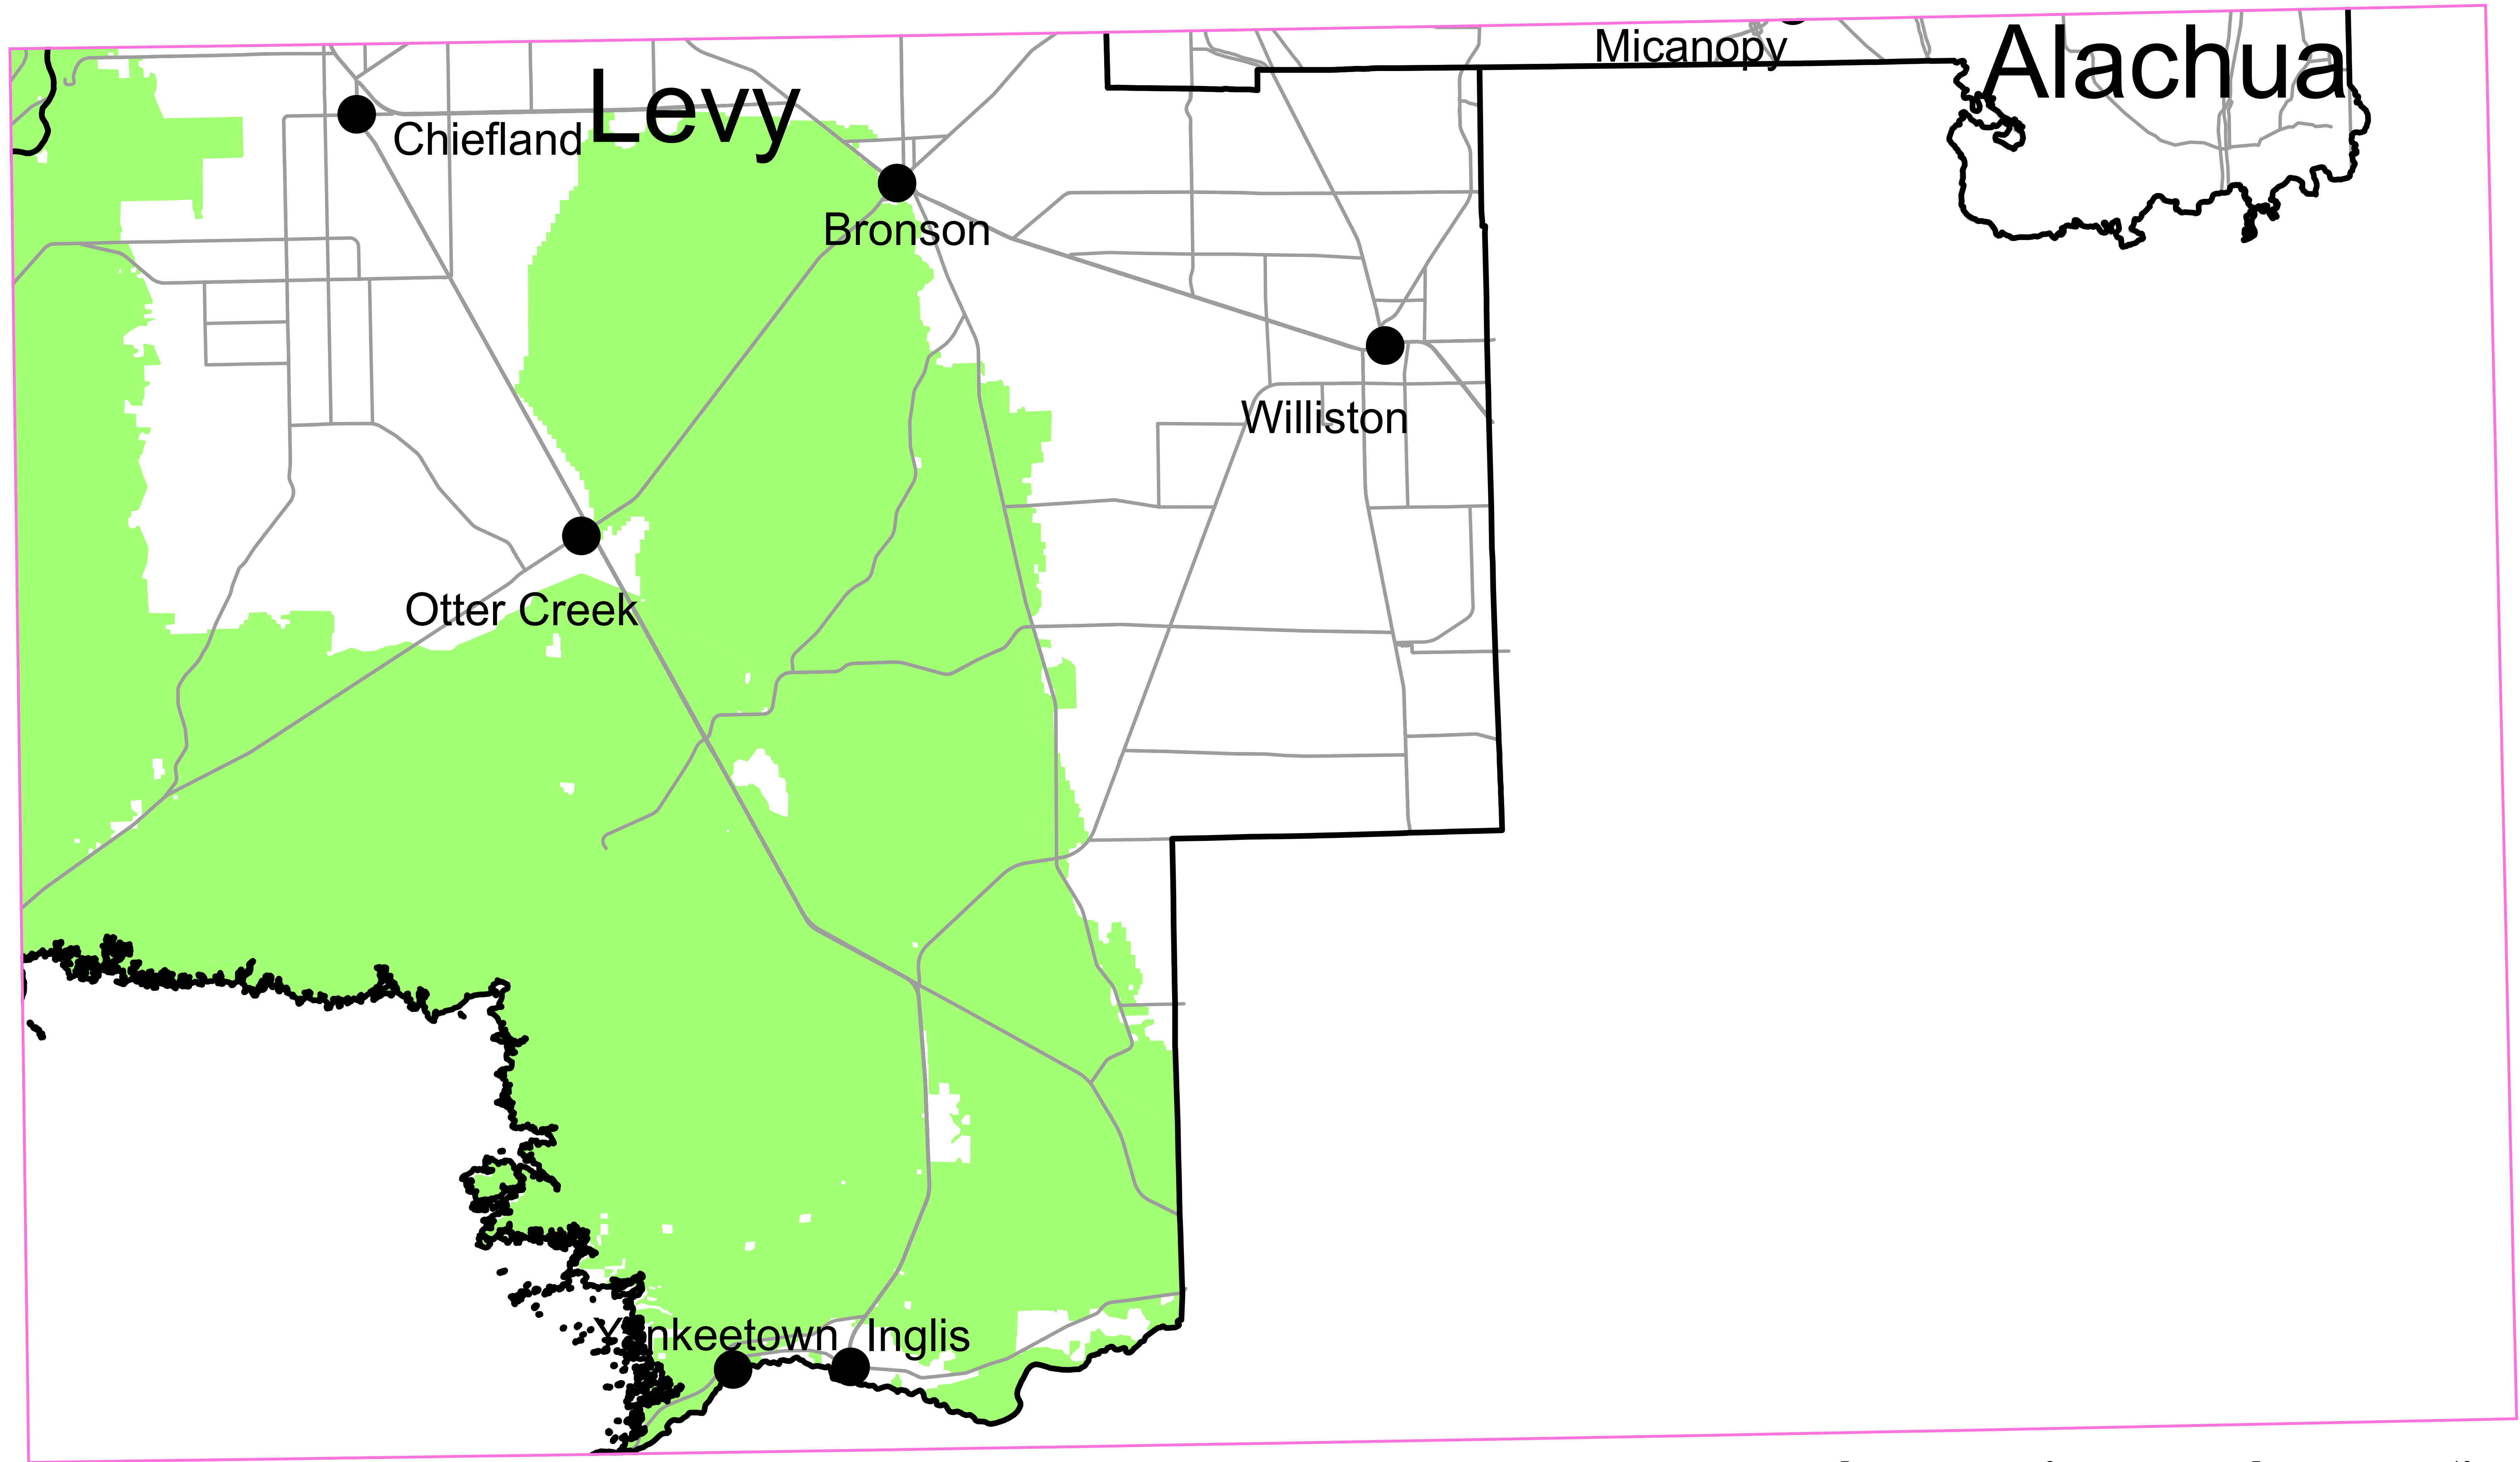 Micanopy
Alachua
Levy
Chiefland
Bronson
Williston
Otter Creek
Yankeetown
Inglis